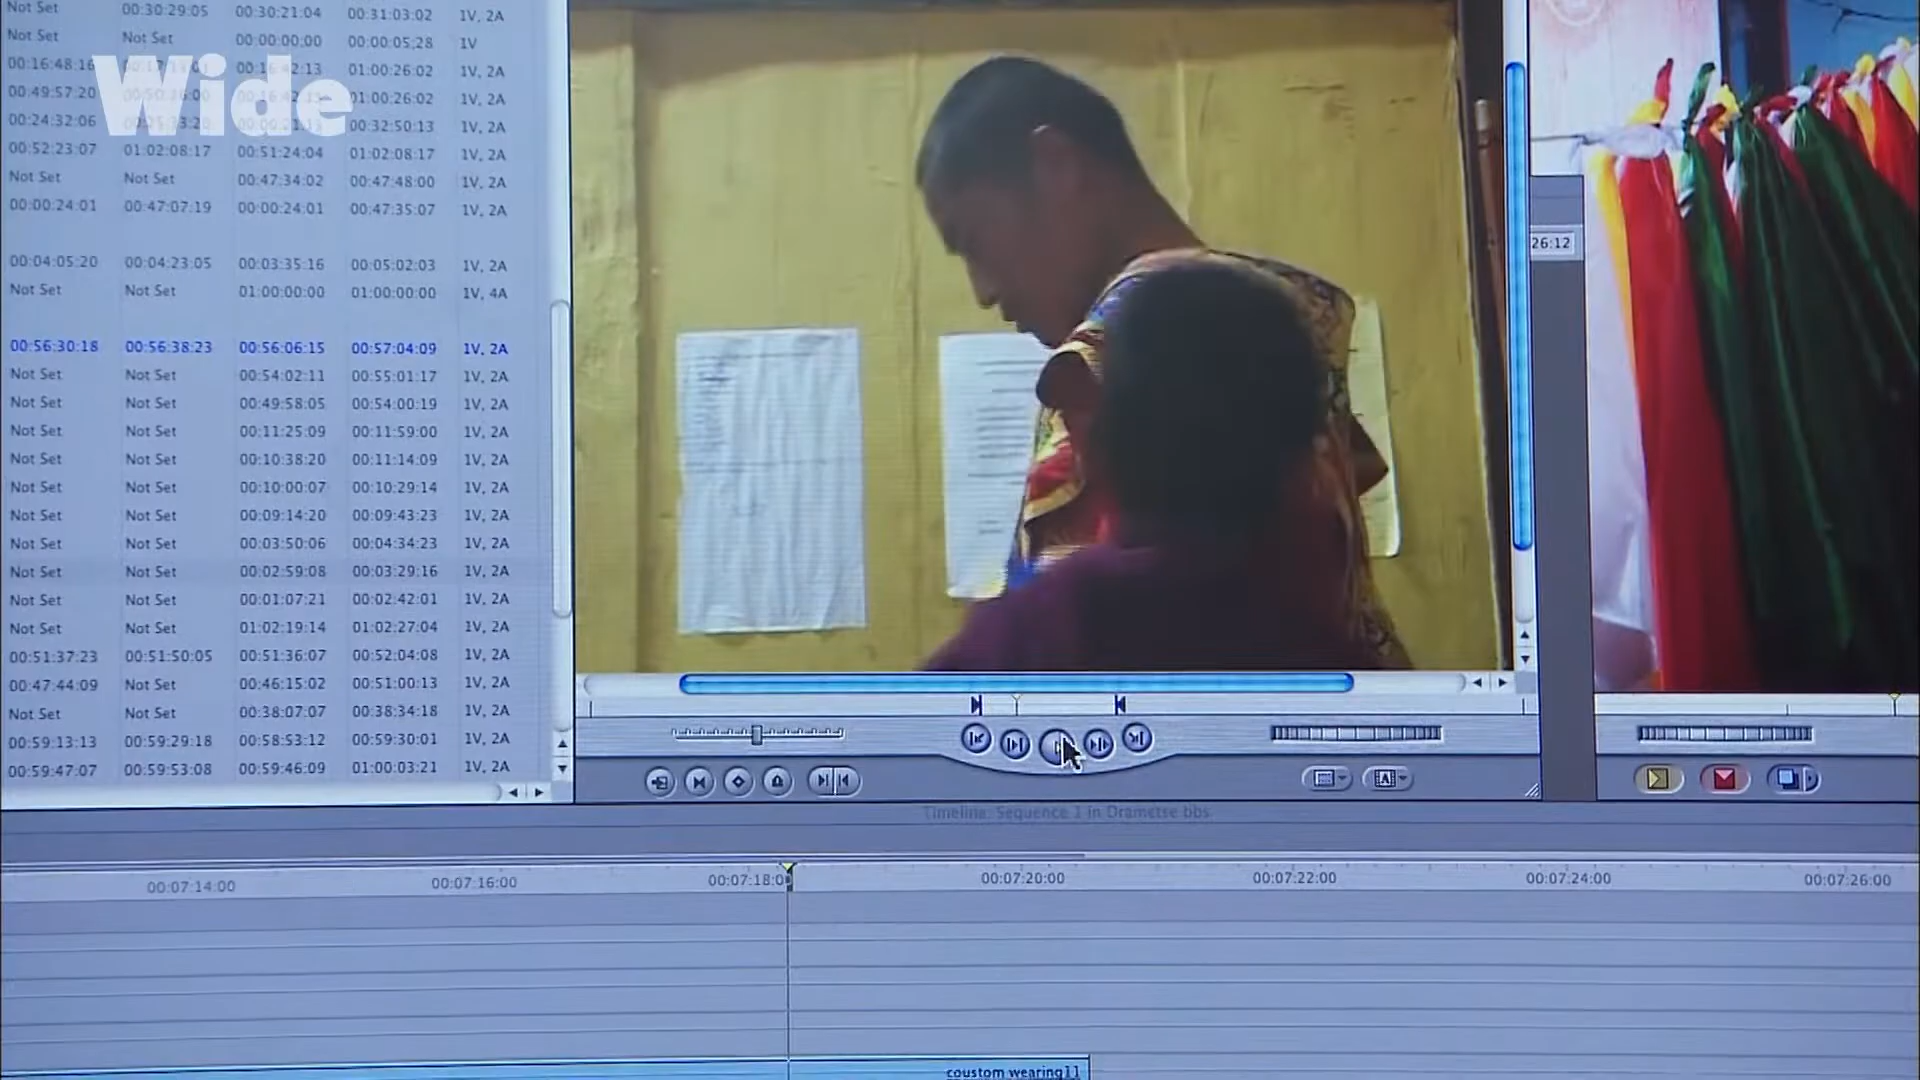 Not Set 00:30:29:05 00:30:21:04 00:31:03:02 1V, 2A
Not Set Not Set 00:00:00:00 00:00:05:28 1V
00:16:48:16 00:16:42:13 01:00:26:02 1V, 2A
Wide
00:49:57:20 01:00:26:02 1V, 2A
00:24:32:06 00:32:50:13 1V, 2A
00:52:23:07 01:02:08:17 00:51:24:04 01:02:08:17 1V, 2A
Not Set Not Set 00:47:34:02 00:47:48:00 1V, 2A
00:00:24:01 00:47:07:19 00:00:24:01 00:47:35:07 1V, 2A
26:12
00:04:05:20 00:04:23:05 00:03:35:16 00:05:02:03 1V, 2A
Not Set Not Set 01:00:00:00 01:00:00:00 1V, 4A
00:56:30:18 00:56:38:23 00:56:06:15 00:57:04:09 1V, 2A
Not Set Not Set 00:54:02:11 00:55:01:17 1V, 2A
Not Set Not Set 00:49:58:05 00:54:00:19 1V, 2A
Not Set Not Set 00:11:25:09 00:11:59:00 1V, 2A
Not Set Not Set 00:10:38:20 00:11:14:09 1V, 2A
Not Set Not Set 00:10:00:07 00:10:29:14 1V, 2A
Not Set Not Set 00:09:14:20 00:09:43:23 1V, 2A
Not Set Not Set 00:03:50:06 00:04:34:23 1V, 2A
Not Set Not Set 00:02:59:08 00:03:29:16 1V, 2A
Not Set Not Set 00:01:07:21 00:02:42:01 1V, 2A
Not Set Not Set 01:02:19:14 01:02:27:04 1V, 2A
00:51:37:23 00:51:50:05 00:51:36:07 00:52:04:08 1V, 2A
00:47:44:09 Not Set 00:46:15:02 00:51:00:13 1V, 2A
Not Set Not Set 00:38:07:07 00:38:34:18 1V, 2A
00:59:13:13 00:59:29:18 00:58:53:12 00:59:30:01 1V, 2A
00:59:47:07 00:59:53:08 00:59:46:09 01:00:03:21 1V, 2A
Timeline: Sequence 1 in Drametse bbs
00:07:14:00 00:07:16:00 00:07:18:00 00:07:20:00 00:07:22:00 00:07:24:00 00:07:26:00
coustom wearing11